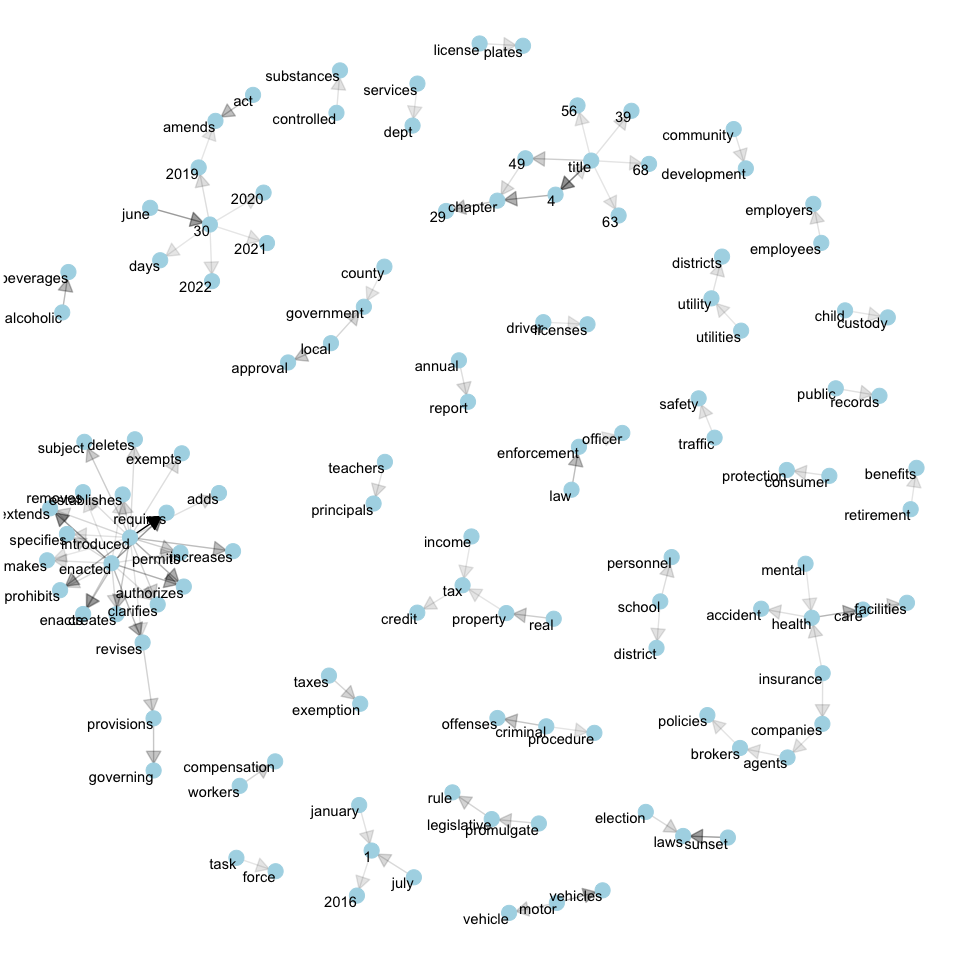 license
plates
substances
services
act
56
39
controlled
amends
dept
community
49
title
68
development
2019
2020
4
june
chapter
29
employers
30
63
2021
employees
days
districts
county
beverages
2022
utility
government
alcoholic
child
custody
driver
licenses
utilities
local
approval
annual
public
records
report
safety
officer
traffic
subject
deletes
enforcement
exempts
teachers
protection
consumer
benefits
removes
establishes
adds
law
extends
requires
principals
retirement
specifies
introduced
income
permits
increases
makes
enacted
personnel
mental
tax
authorizes
prohibits
school
clarifies
facilities
accident
care
enacts
creates
credit
property
real
health
revises
district
insurance
taxes
exemption
policies
provisions
offenses
criminal
procedure
companies
brokers
agents
compensation
governing
workers
rule
january
election
legislative
promulgate
laws
sunset
1
task
force
july
vehicles
2016
motor
vehicle